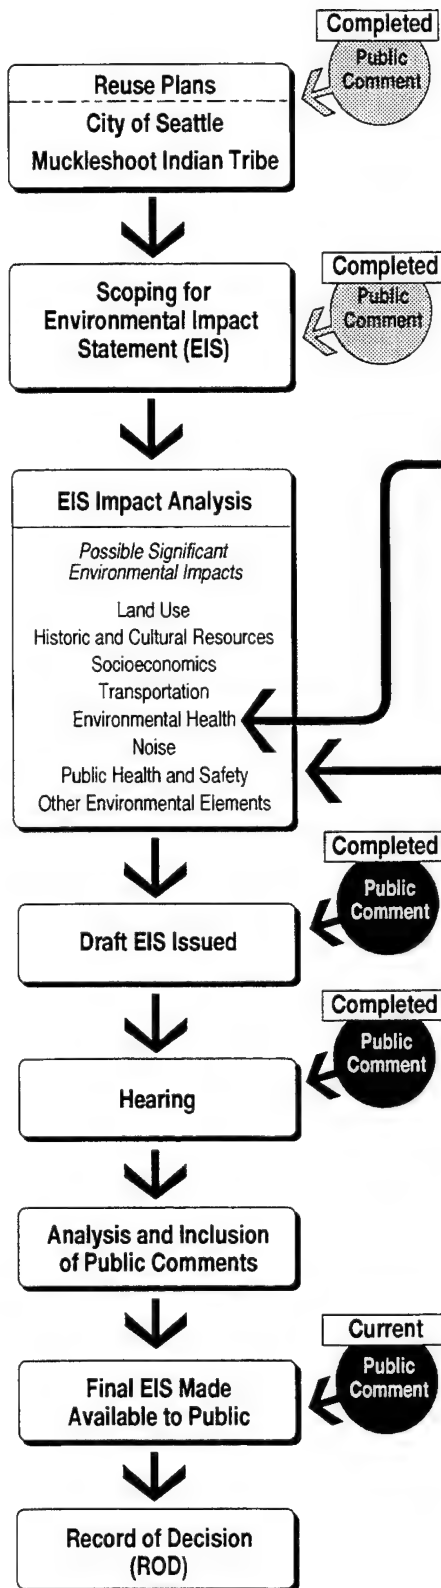 Completed
Public
Comment
Reuse Plans
City of Seattle
Muckleshoot Indian Tribe
Completed
Public
Comment
Scoping for
Environmental Impact
Statement (EIS)
EIS Impact Analysis
Possible Significant
Environmental Impacts
Land Use
Historic and Cultural Resources
Socioeconomics
Transportation
Environmental Health
Noise
Public Health and Safety
Other Environmental Elements
Completed
Public
Comment
Draft EIS Issued
Completed
Public
Comment
Hearing
Analysis and Inclusion
of Public Comments
Current
Public
Comment
Final EIS Made
Available to Public
Record of Decision
(ROD)